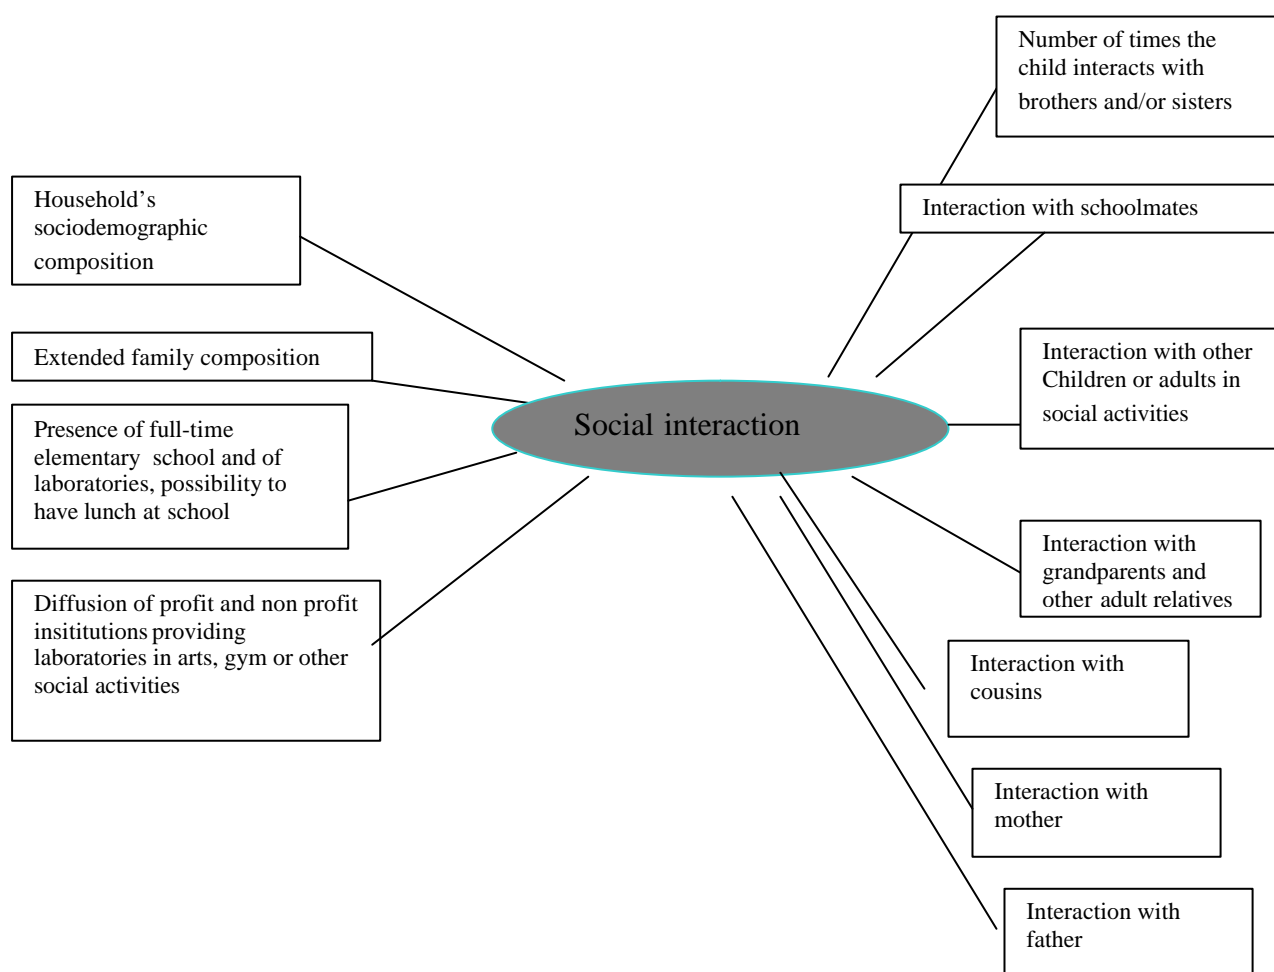 Number of times the
child interacts with
brothers and/or sisters
Household’s
sociodemographic
composition
Interaction with schoolmates
Extended family composition
Interaction with other
Children or adults in
social activities
Social interaction
Presence of full-time
elementary school and of
laboratories, possibility to
have lunch at school
Interaction with
grandparents and
other adult relatives
Diffusion of profit and non profit
insititutions providing
laboratories in arts, gym or other
social activities
Interaction with
cousins
Interaction with
mother
Interaction with
father